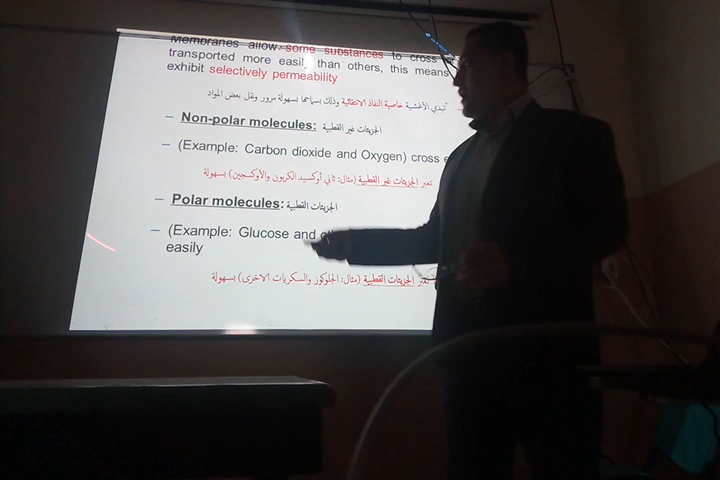 Membranes allow some substances to cross
transported more easily than others, this means
exhibit selectively permeability
تبدي الأغشية خاصية النفاذ الانتقائية وذلك بسماحها بسهولة مرور ونقل بعض المواد
– Non-polar molecules: الجزيئات غير القطبية
– (Example: Carbon dioxide and Oxygen) cross
تعبر الجزيئات غير القطبية (مثال: ثاني أوكسيد الكربون والأوكسجين) بسهولة
– Polar molecules: الجزيئات القطبية
– (Example: Glucose and
easily
تعبر الجزيئات القطبية (مثال: الجلوكوز والسكريات الاخرى) بسهولة